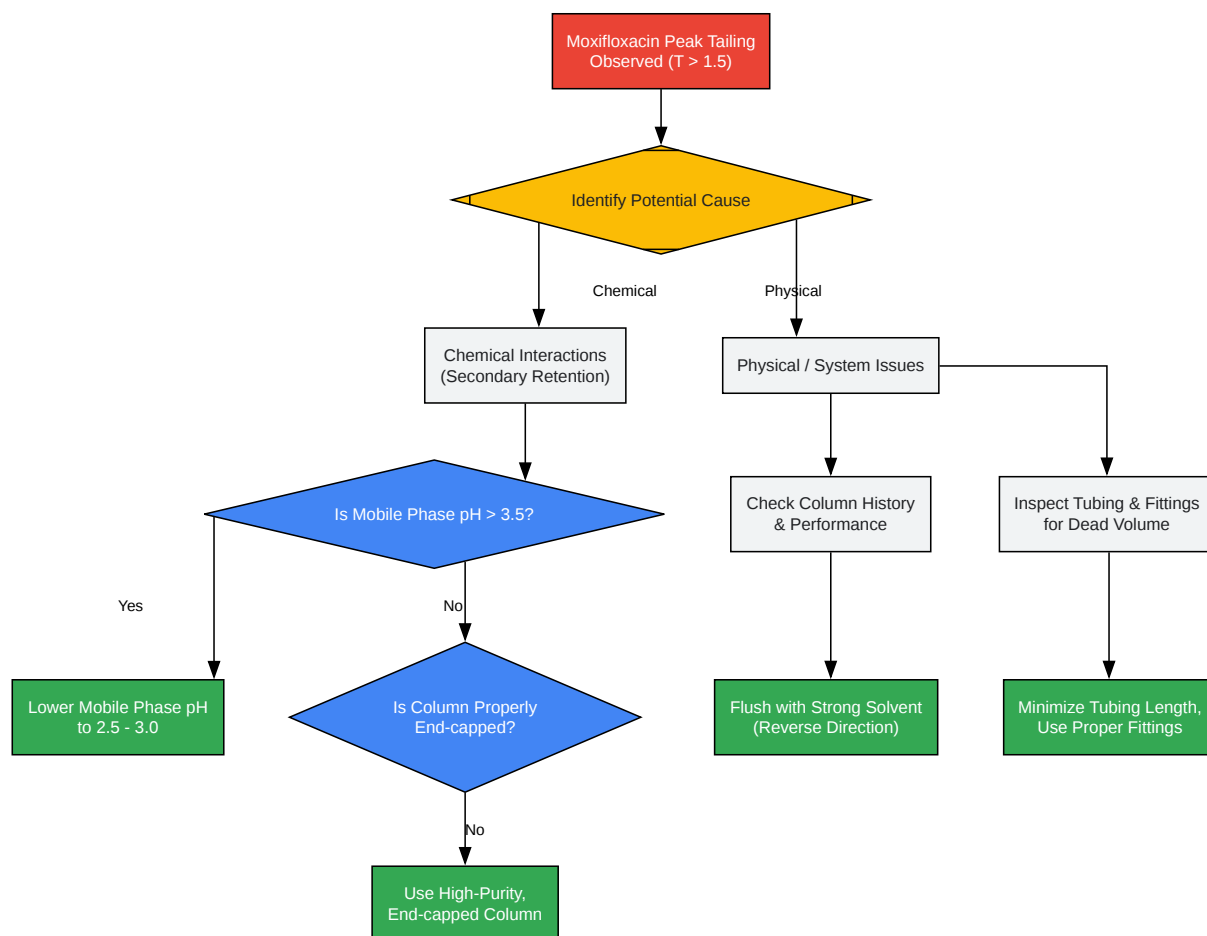 Moxifloxacin Peak Tailing
Observed (T > 1.5)
Identify Potential Cause
Chemical
Physical
Chemical Interactions
(Secondary Retention)
Physical / System Issues
Is Mobile Phase pH > 3.5?
Check Column History
& Performance
Inspect Tubing & Fittings
for Dead Volume
Yes
No
Lower Mobile Phase pH
to 2.5 - 3.0
Is Column Properly
End-capped?
Flush with Strong Solvent
(Reverse Direction)
Minimize Tubing Length,
Use Proper Fittings
No
Use High-Purity,
End-capped Column